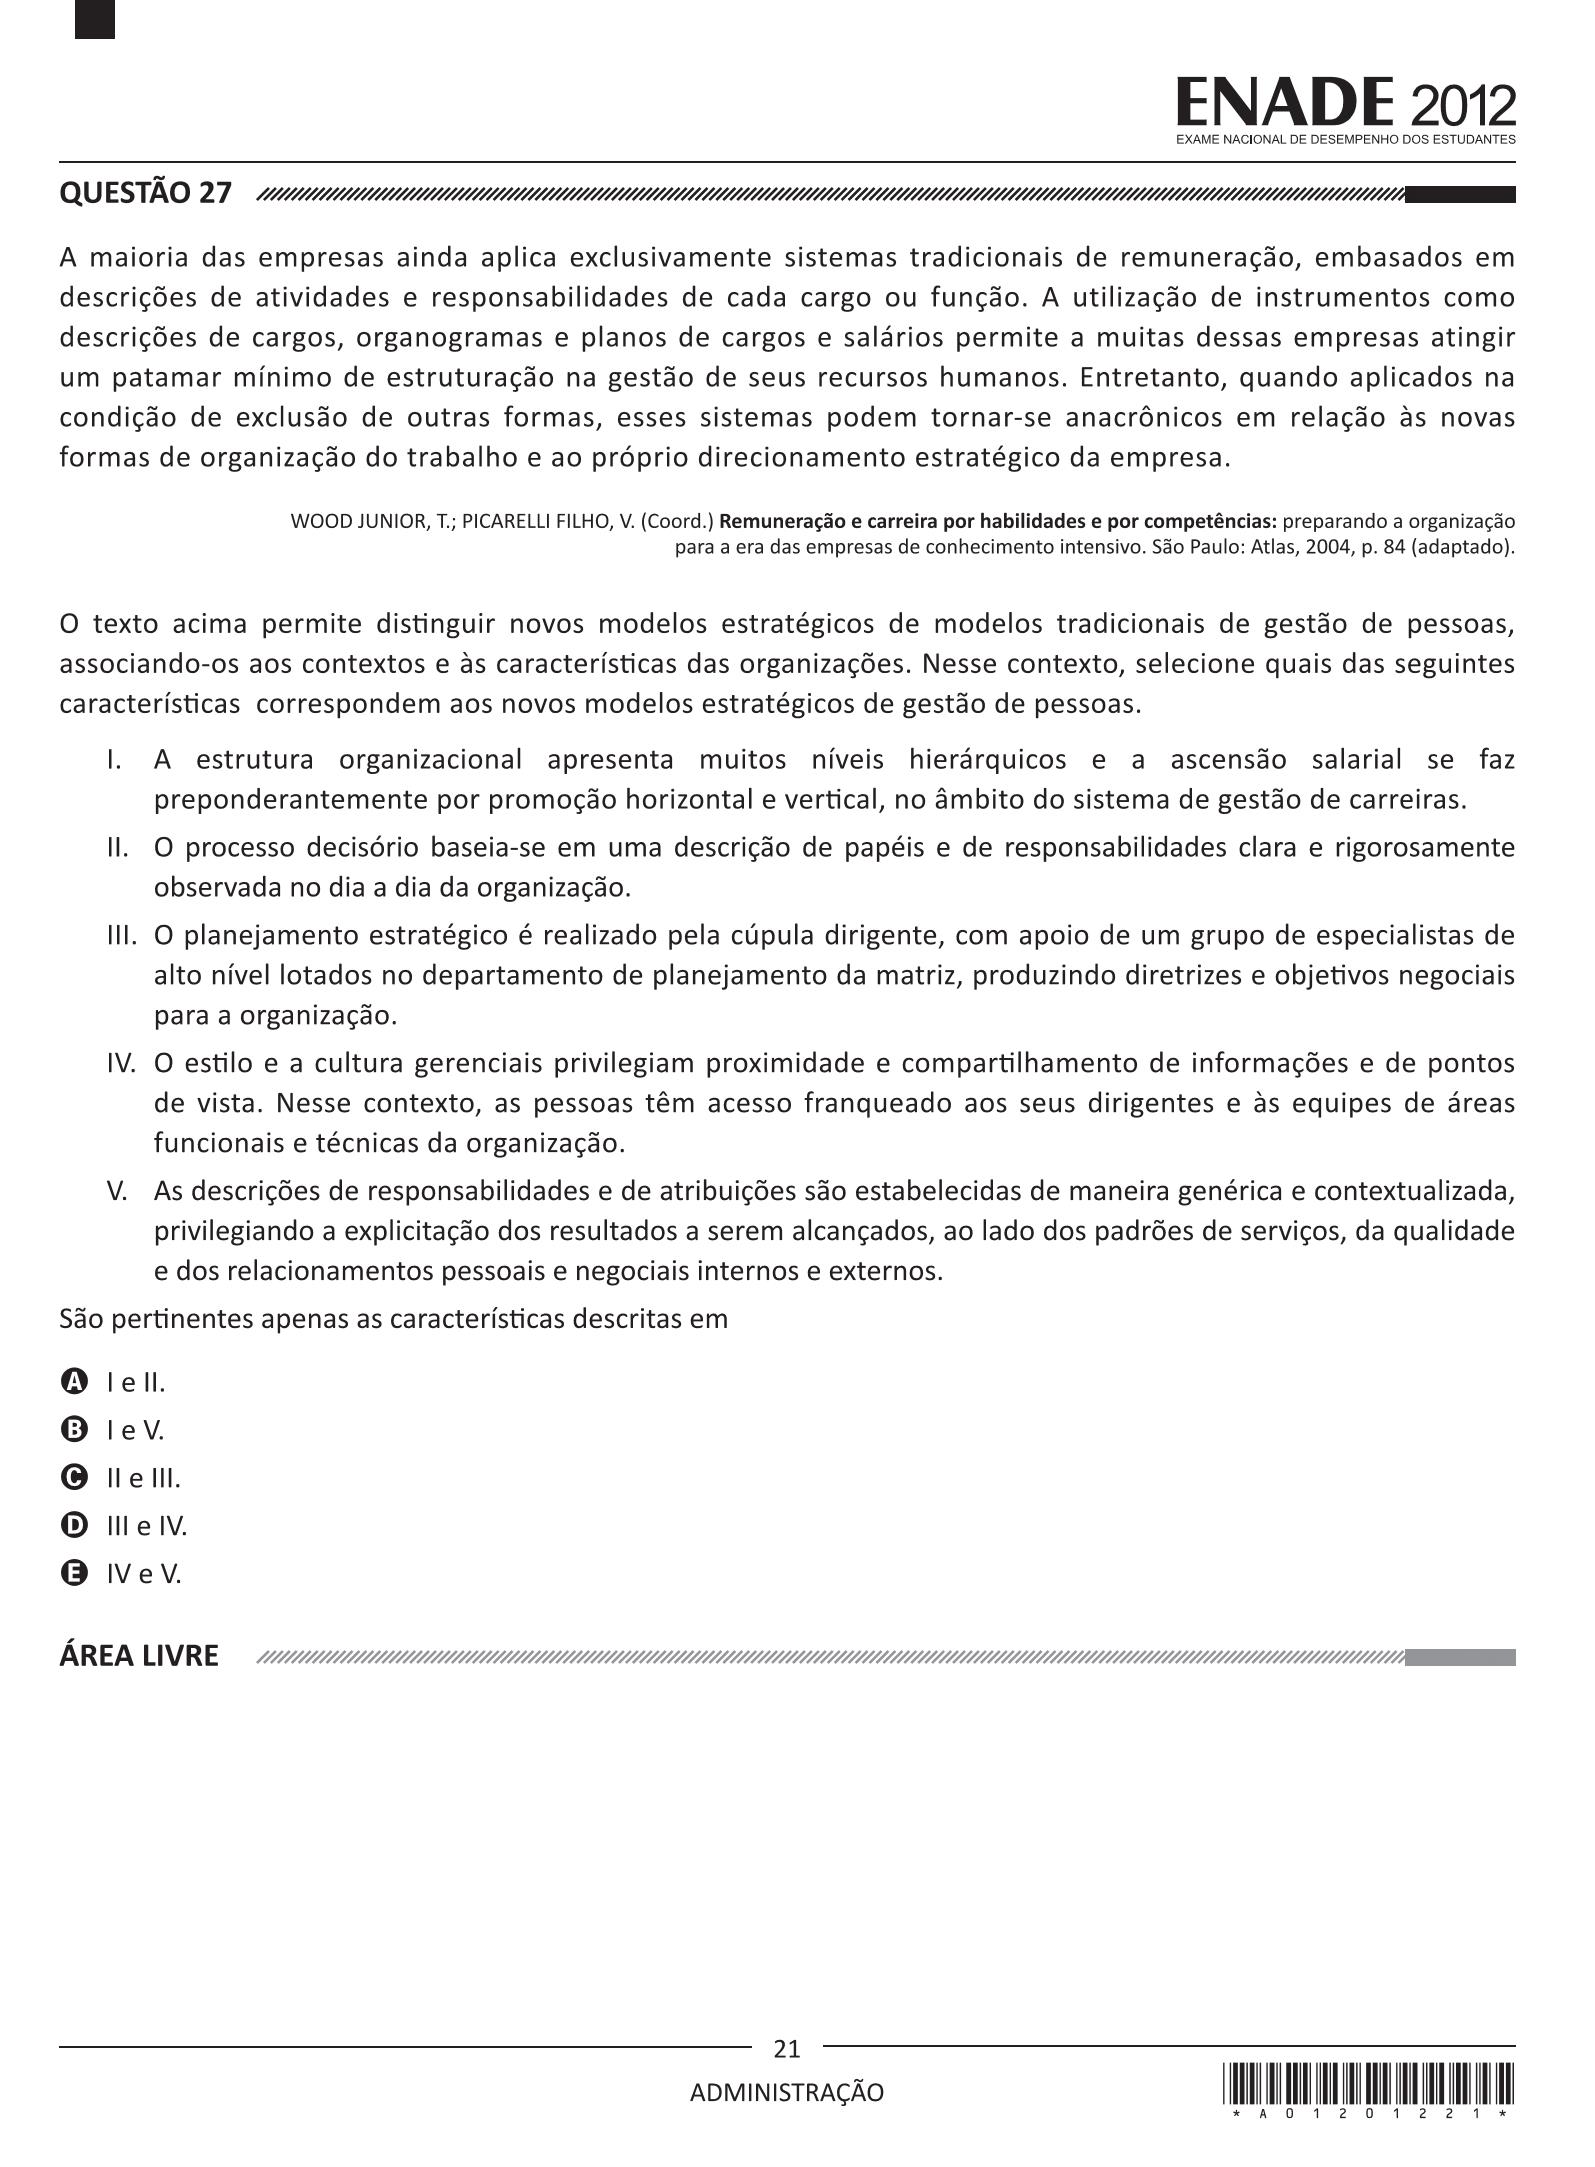 ENADE 2012
EXAME NACIONAL DE DESEMPENHO DOS ESTUDANTES
QUESTÃO 27
A maioria das empresas ainda aplica exclusivamente sistemas tradicionais de remuneração, embasados em
descrições de atividades e responsabilidades de cada cargo ou função. A utilização de instrumentos como
descrições de cargos, organogramas e planos de cargos e salários permite a muitas dessas empresas atingir
um patamar mínimo de estruturação na gestão de seus recursos humanos. Entretanto, quando aplicados na
condição de exclusão de outras formas, esses sistemas podem tornar-se anacrônicos em relação às novas
formas de organização do trabalho e ao próprio direcionamento estratégico da empresa.
WOOD JUNIOR, T.; PICARELLI FILHO, V. (Coord.) Remuneração e carreira por habilidades e por competências: preparando a organização
para a era das empresas de conhecimento intensivo. São Paulo: Atlas, 2004, p. 84 (adaptado).
O texto acima permite distinguir novos modelos estratégicos de modelos tradicionais de gestão de pessoas,
associando-os aos contextos e às características das organizações. Nesse contexto, selecione quais das seguintes
características correspondem aos novos modelos estratégicos de gestão de pessoas.
I. A estrutura organizacional apresenta muitos níveis hierárquicos e a ascensão salarial se faz
preponderantemente por promoção horizontal e vertical, no âmbito do sistema de gestão de carreiras.
II. O processo decisório baseia-se em uma descrição de papéis e de responsabilidades clara e rigorosamente
observada no dia a dia da organização.
III. O planejamento estratégico é realizado pela cúpula dirigente, com apoio de um grupo de especialistas de
alto nível lotados no departamento de planejamento da matriz, produzindo diretrizes e objetivos negociais
para a organização.
IV. O estilo e a cultura gerenciais privilegiam proximidade e compartilhamento de informações e de pontos
de vista. Nesse contexto, as pessoas têm acesso franqueado aos seus dirigentes e às equipes de áreas
funcionais e técnicas da organização.
V. As descrições de responsabilidades e de atribuições são estabelecidas de maneira genérica e contextualizada,
privilegiando a explicitação dos resultados a serem alcançados, ao lado dos padrões de serviços, da qualidade
e dos relacionamentos pessoais e negociais internos e externos.
São pertinentes apenas as características descritas em
A I e II.
B I e V.
C II e III.
D III e IV.
E IV e V.
ÁREA LIVRE
21
ADMINISTRAÇÃO
* A 0 1 2 0 1 2 2 1 *